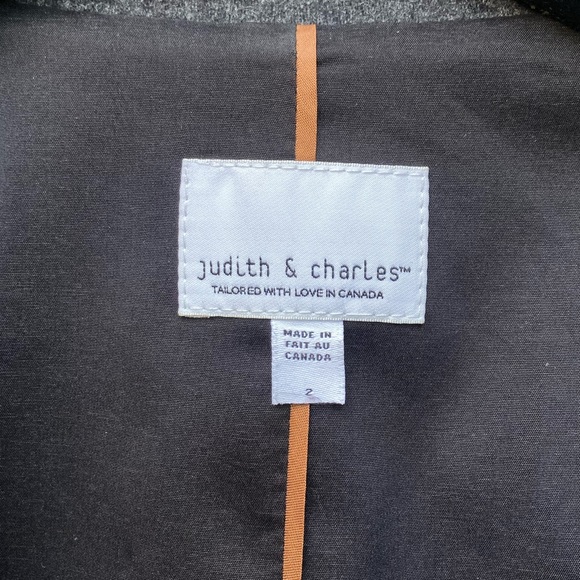 judith & charles™
TAILORED WITH LOVE IN CANADA
MADE IN
FAIT AU
CANADA
2